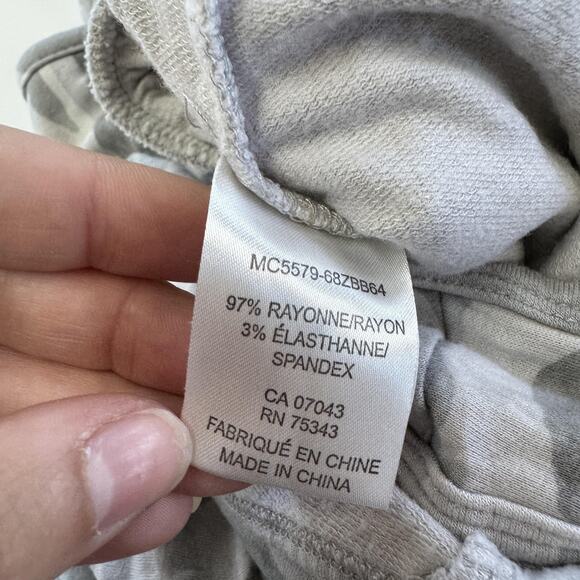 MC5579-68ZBB64
97% RAYONNE/RAYON
3% ÉLASTHANNE/
SPANDEX
CA 07043
RN 75343
FABRIQUÉ EN CHINE
MADE IN CHINA